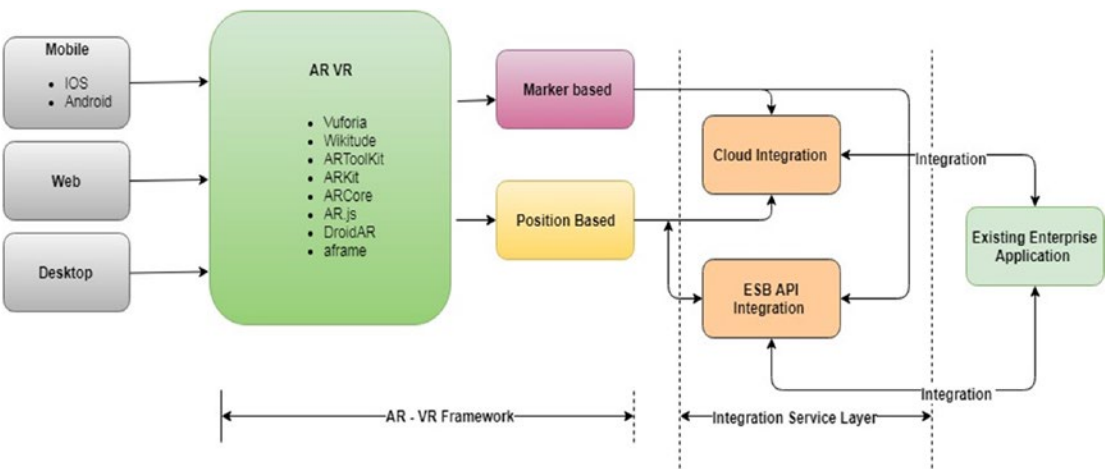 Mobile
• IOS
• Android
Web
Desktop
AR VR
• Vuforia
• Wikitude
• ARToolKit
• ARKit
• ARCore
• AR.js
• DroidAR
• aframe
Marker based
Position Based
Cloud Integration
ESB API
Integration
Integration
Existing Enterprise
Application
Integration
AR - VR Framework
Integration Service Layer